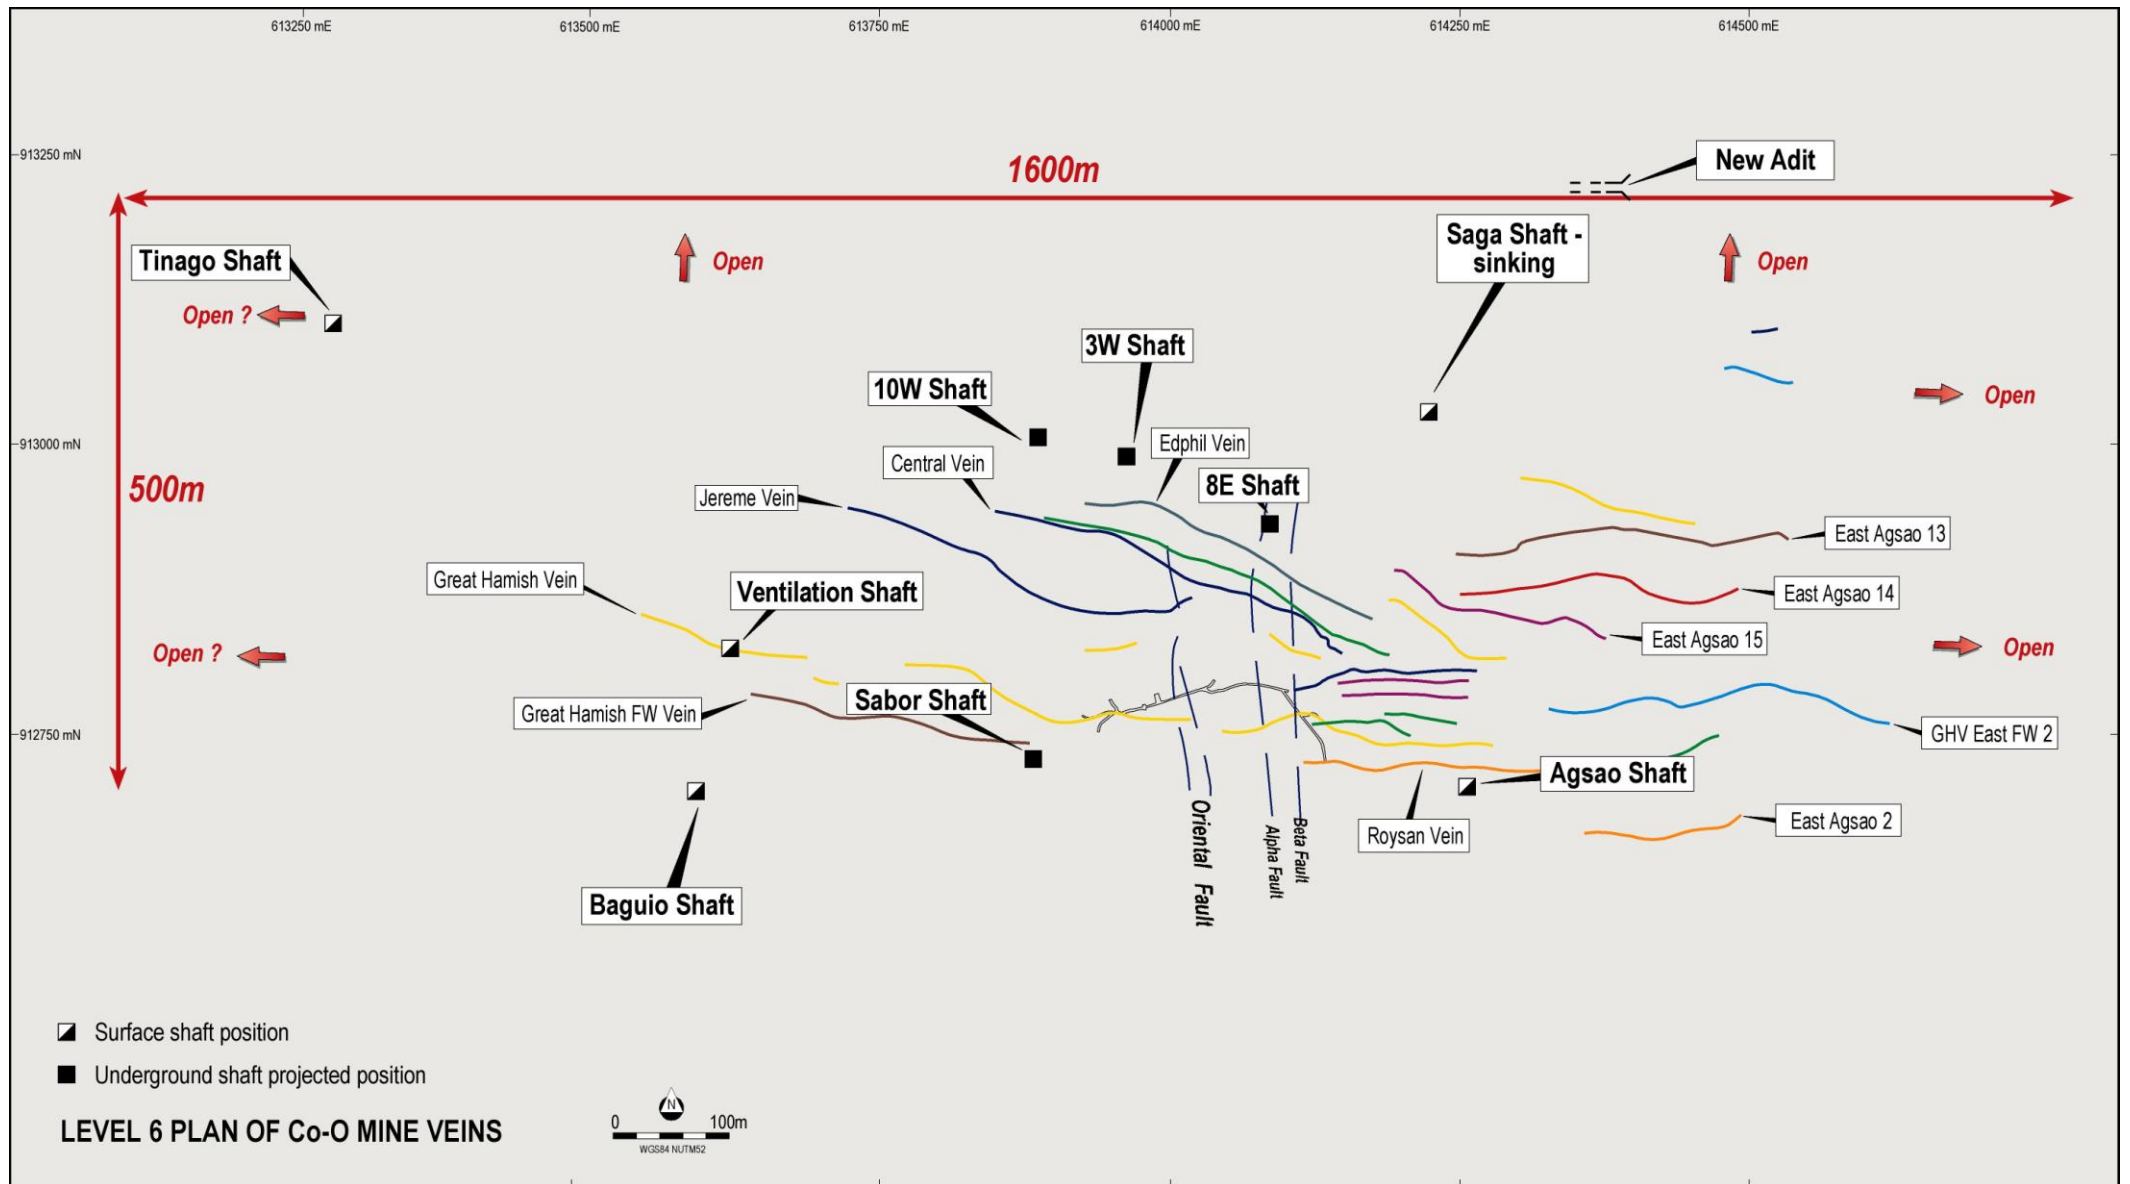 613250 mE
613500 mE
613750 mE
614000 mE
614250 mE
614500 mE
913250 mN
1600m
New Adit
Saga Shaft -
sinking
Tinago Shaft
Open
Open
Open ?
3W Shaft
10W Shaft
Open
913000 mN
Edphil Vein
Central Vein
8E Shaft
500m
Jereme Vein
East Agsao 13
Great Hamish Vein
Ventilation Shaft
East Agsao 14
East Agsao 15
Open ?
Open
Sabor Shaft
Great Hamish FW Vein
912750 mN
GHV East FW 2
Agsao Shaft
East Agsao 2
Roysan Vein
Oriental Fault
Alpha Fault
Beta Fault
Baguio Shaft
Surface shaft position
Underground shaft projected position
LEVEL 6 PLAN OF Co-O MINE VEINS
N
0 100m
WGS84 NUTM52